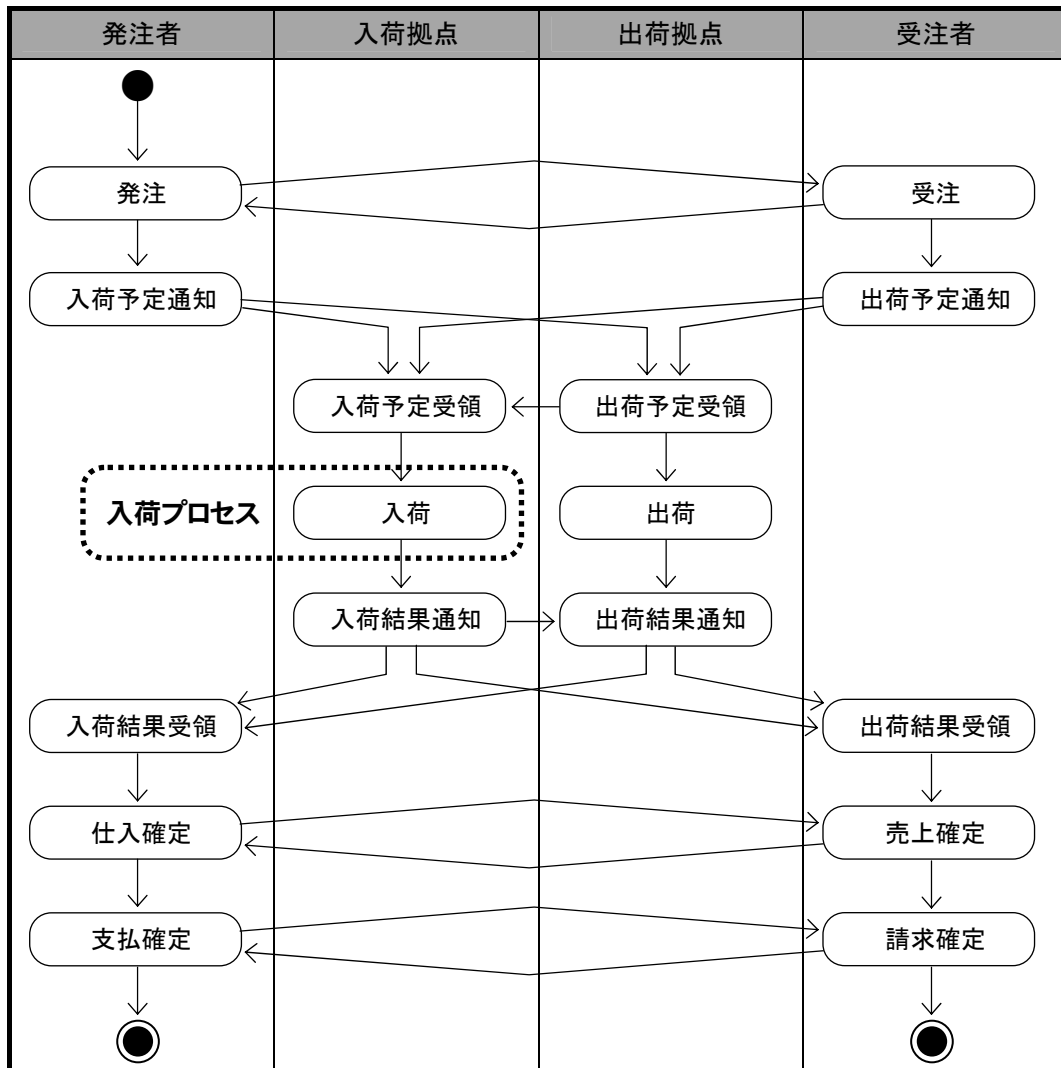 発注者
入荷拠点
出荷拠点
受注者
発注
受注
入荷予定通知
出荷予定通知
入荷予定受領
出荷予定受領
入荷プロセス
入荷
出荷
入荷結果通知
出荷結果通知
入荷結果受領
出荷結果受領
仕入確定
売上確定
支払確定
請求確定